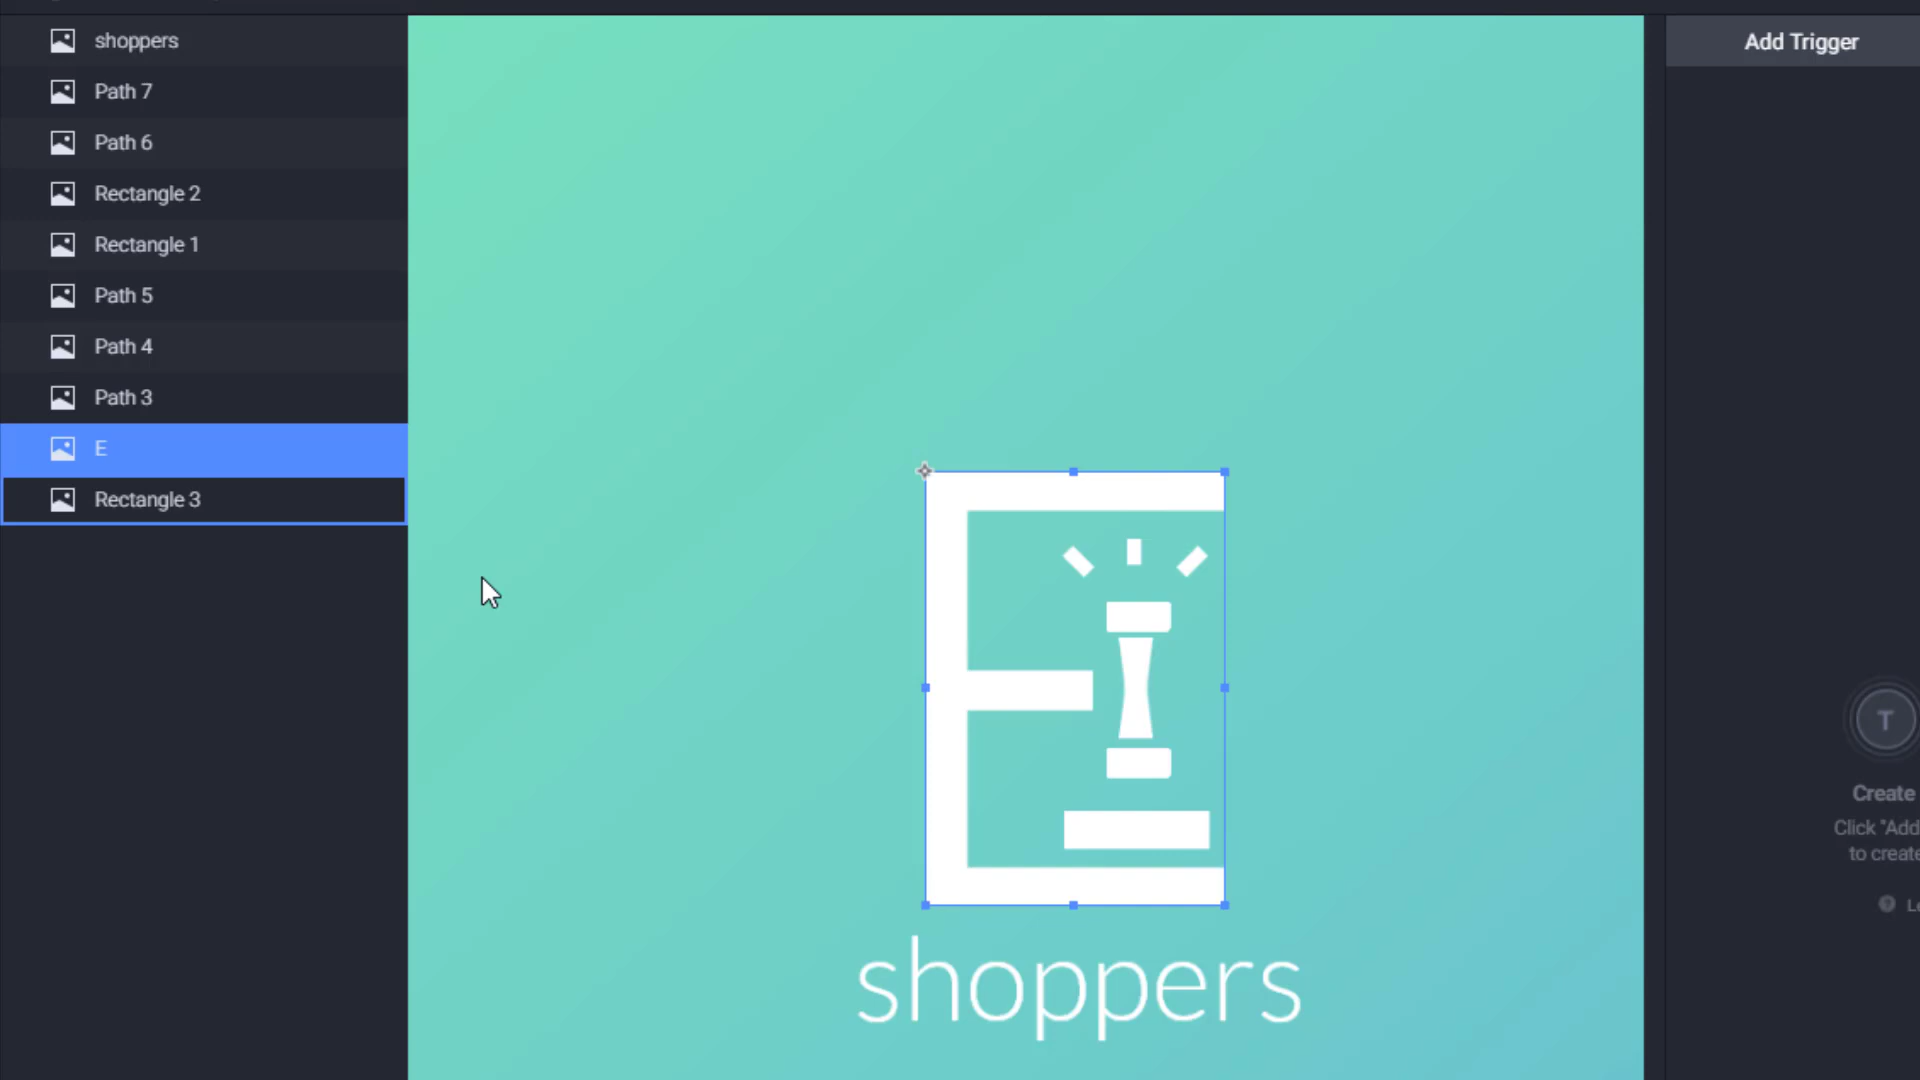 shoppers
Path 7
Path 6
Rectangle 2
Rectangle 1
Path 5
Path 4
Path 3
E
Rectangle 3
shoppers
Add Trigger
T
Create
Click "Add
to create